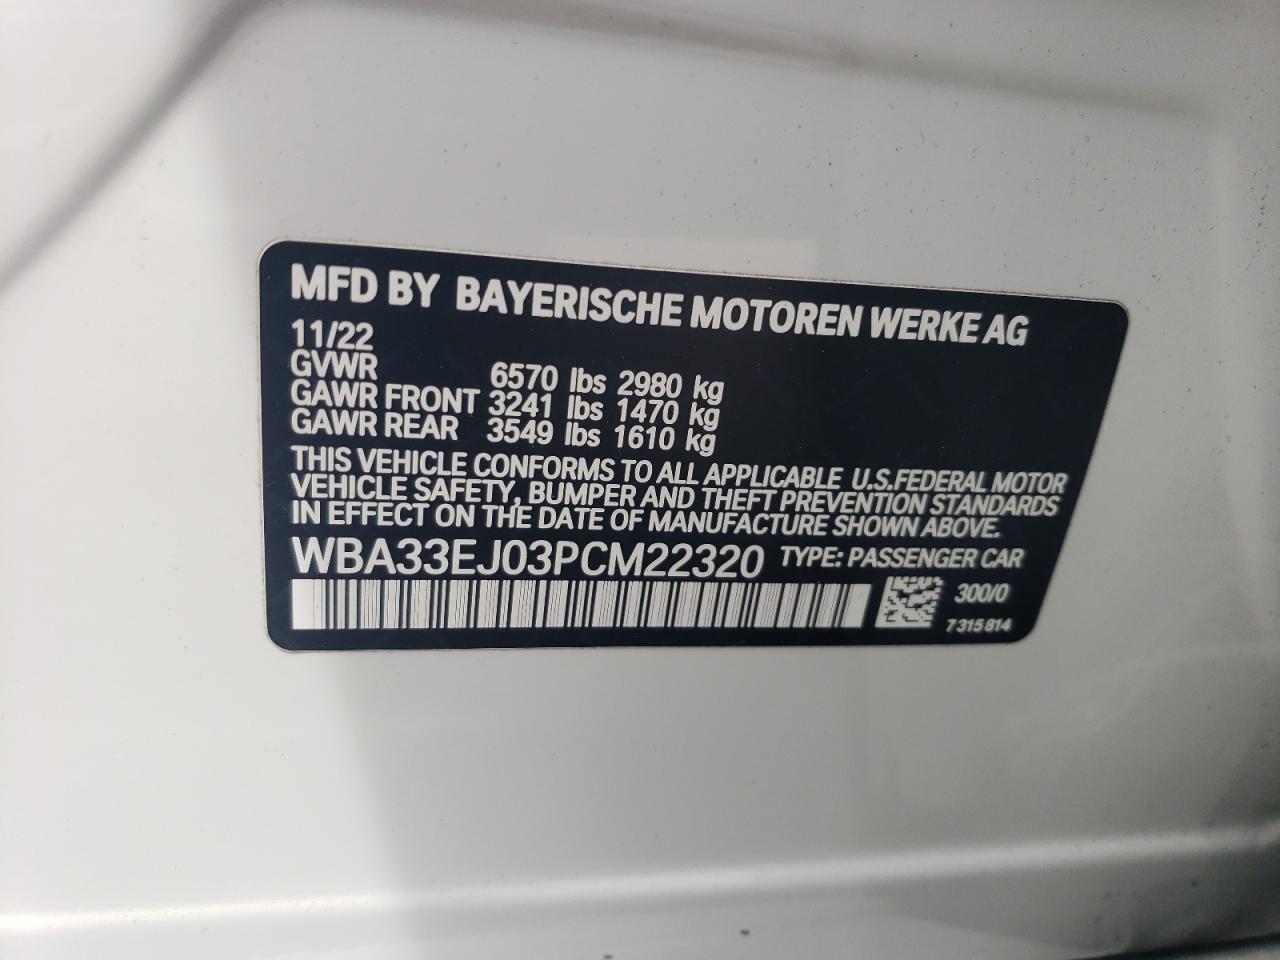 MFD BY BAYERISCHE MOTOREN WERKE AG
11/22
GVWR 6570 lbs 2980 kg
GAWR FRONT 3241 lbs 1470 kg
GAWR REAR 3549 lbs 1610 kg
THIS VEHICLE CONFORMS TO ALL APPLICABLE U.S.FEDERAL MOTOR
VEHICLE SAFETY, BUMPER AND THEFT PREVENTION STANDARDS
IN EFFECT ON THE DATE OF MANUFACTURE SHOWN ABOVE.
WBA33EJ03PCM22320 TYPE: PASSENGER CAR
300/0
7315814